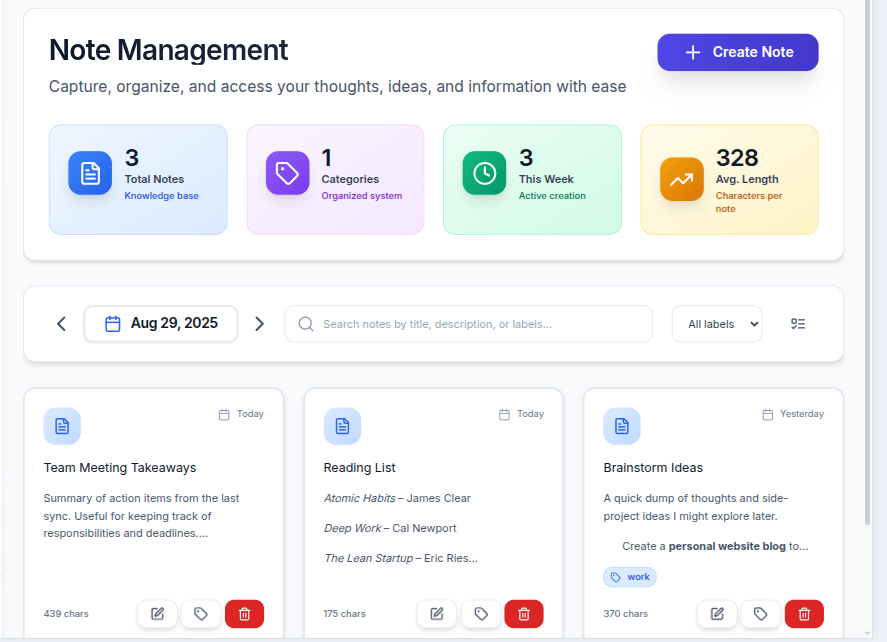 Note Management
Create Note
Capture, organize, and access your thoughts, ideas, and information with ease
3
Total Notes
Knowledge base
1
Categories
Organized system
3
This Week
Active creation
328
Avg. Length
Characters per
note
Aug 29, 2025
Search notes by title, description, or labels...
All labels
Today
Team Meeting Takeaways
Summary of action items from the last
sync. Useful for keeping track of
responsibilities and deadlines....
439 chars
Today
Reading List
Atomic Habits – James Clear
Deep Work – Cal Newport
The Lean Startup – Eric Ries...
175 chars
Yesterday
Brainstorm Ideas
A quick dump of thoughts and side-
project ideas I might explore later.
Create a personal website blog to...
work
370 chars